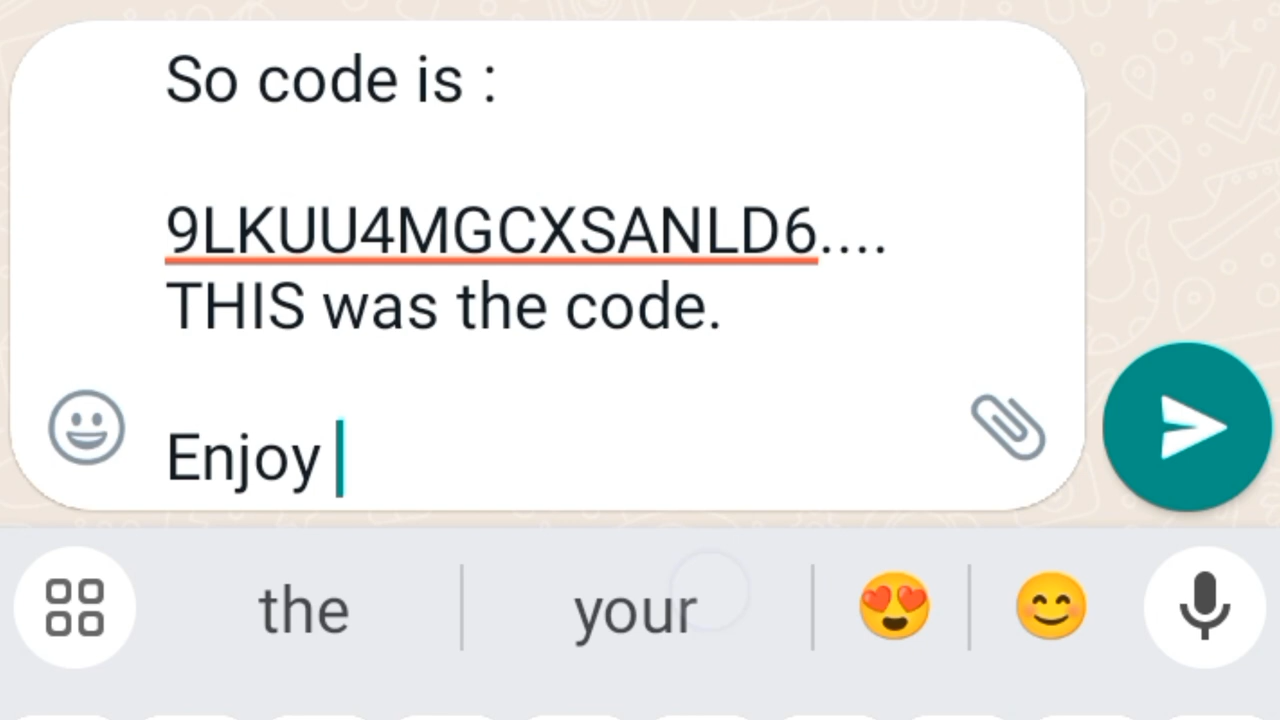 So code is :
9LKUU4MGCXSANLD6....
THIS was the code.
Enjoy
the your 😍 😊